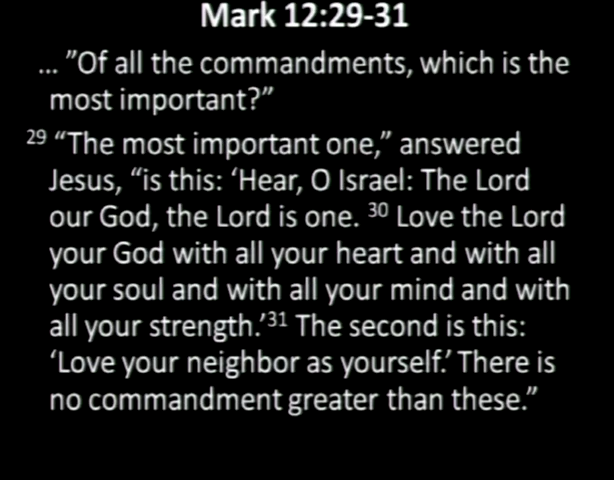 Mark 12:29-31
... ”Of all the commandments, which is the
most important?”
29 “The most important one,” answered
Jesus, “is this: ‘Hear, O Israel: The Lord
our God, the Lord is one. 30 Love the Lord
your God with all your heart and with all
your soul and with all your mind and with
all your strength.’31 The second is this:
‘Love your neighbor as yourself.’ There is
no commandment greater than these.”